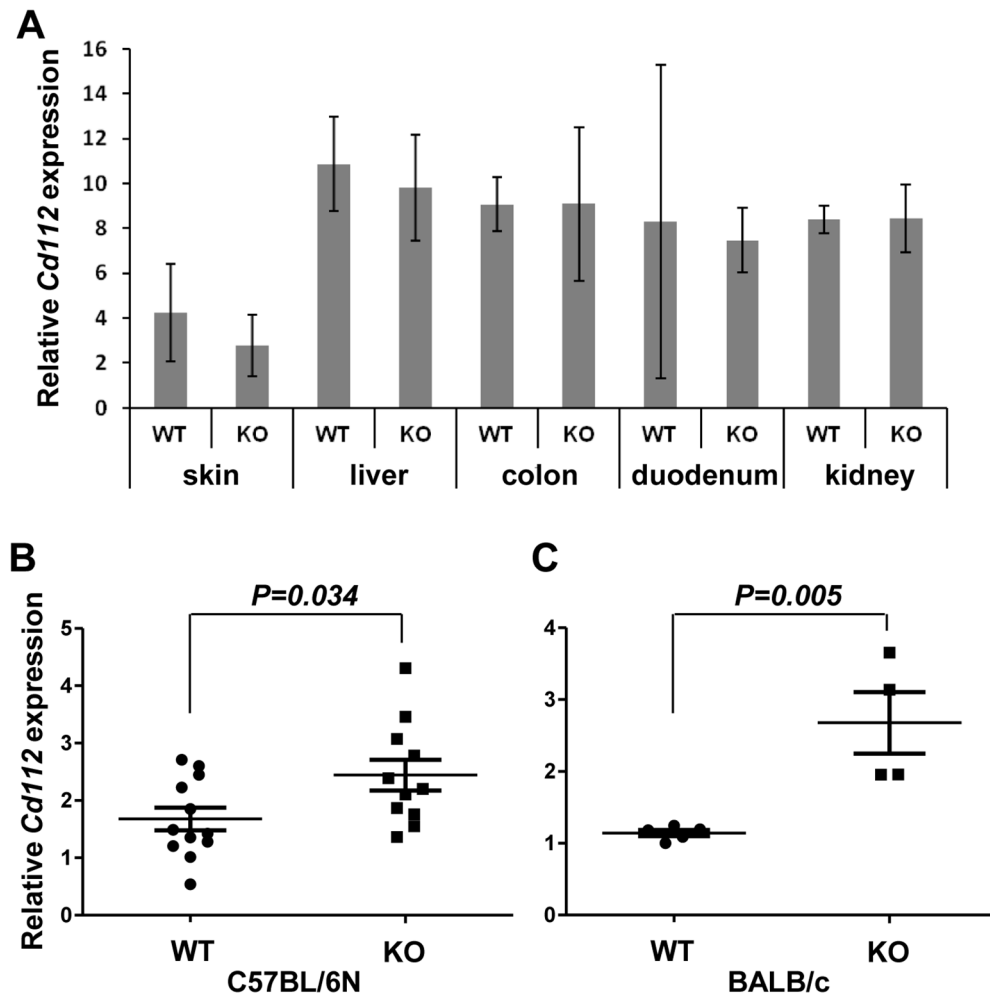 A
Relative Cd112 expression
16
14
12
10
8
6
4
2
0
WT KO WT KO WT KO WT KO WT KO
skin liver colon duodenum kidney
B
C
Relative Cd112 expression
P=0.034
P=0.005
5
4
3
2
1
0
4
3
2
1
0
WT KO
WT KO
C57BL/6N
BALB/c